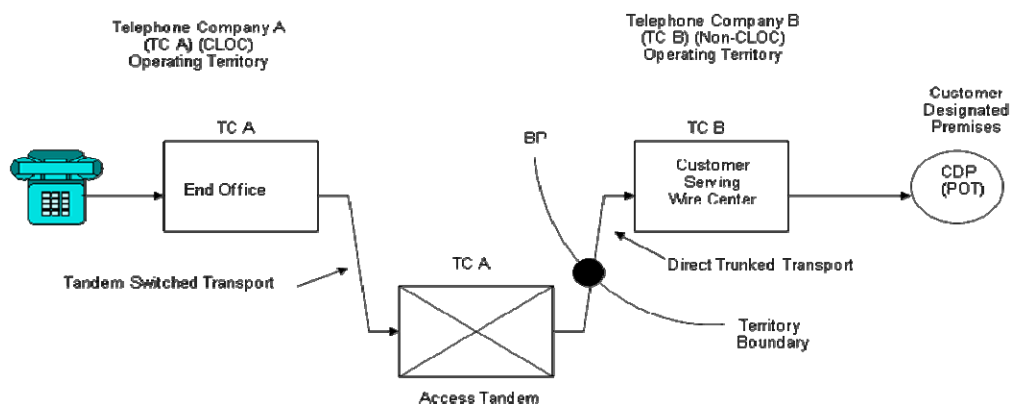 Telephone Company A
(TC A) (CLOC)
Operating Territory
Telephone Company B
(TC B) (Non-CLOC)
Operating Territory
Customer
Designated
Premises
TC A
End Office
BP
TC B
Customer
Serving
Wire Center
CDP
(POT)
Tandem Switched Transport
TC A
Direct Trunked Transport
Territory
Boundary
Access Tandem